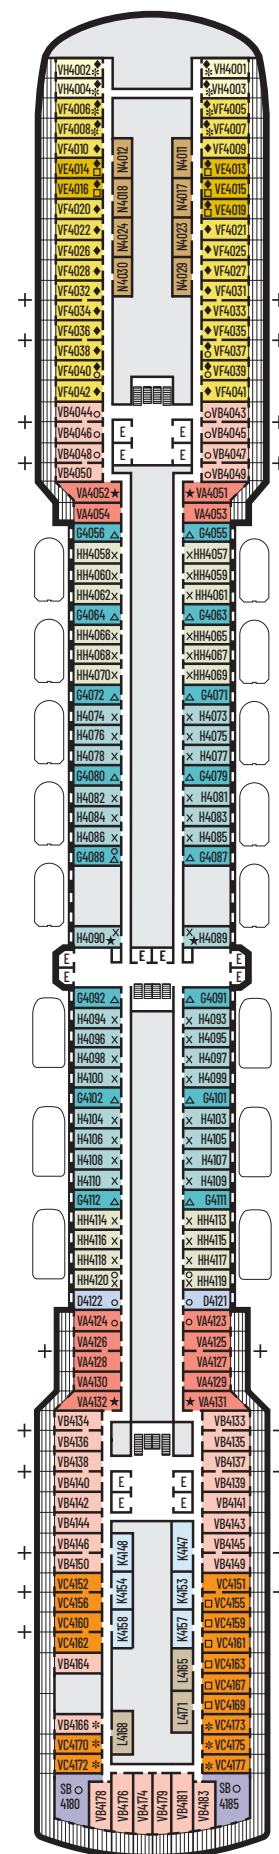 VH4002 VH4001
VH4004 VH4003
VF4006 VF4005
VF4008 VF4007
VF4010 N4012 N4011 VF4009
VE4014 VE4013
VE4016 N4018 N4017 VE4015
VF4020 VE4019
VF4022 N4024 N4023 VF4021
VF4026 VF4025
VF4028 N4030 N4029 VF4027
VF4032 VF4031
VF4034 VF4033
VF4036 VF4035
VF4038 VF4037
VF4040 VF4039
VF4042 VF4041
VB4044 VB4043
VB4046 E E VB4045
VB4048 E E VB4047
VB4050 VB4049
VA4052 VA4051
VA4054 VA4053
G4056 G4055
HH4058 HH4057
HH4060 HH4059
HH4062 HH4061
G4064 G4063
HH4066 HH4065
HH4068 HH4067
HH4070 HH4069
G4072 G4071
H4074 H4073
H4076 H4075
H4078 H4077
G4080 G4079
H4082 H4081
H4084 H4083
H4086 H4085
G4088 G4087
H4090 H4089
E E E E
E E
G4092 G4091
H4094 H4093
H4096 H4095
H4098 H4097
H4100 H4099
G4102 G4101
H4104 H4103
H4106 H4105
H4108 H4107
H4110 H4109
G4112 G4111
HH4114 HH4113
HH4116 HH4115
HH4118 HH4117
HH4120 HH4119
D4122 D4121
VA4124 VA4123
VA4126 VA4125
VA4128 VA4127
VA4130 VA4129
VA4132 VA4131
VB4134 VB4133
VB4136 VB4135
VB4138 VB4137
VB4140 E E VB4139
VB4142 E E VB4141
VB4144 VB4143
VB4146 K4148 K4147 VB4145
VB4150 VB4149
VC4152 K4154 K4153 VC4151
VC4156 VC4155
VC4160 K4158 K4157 VC4159
VC4162 VC4161
VB4164 L4165 VC4163
VC4167
L4171 VC4169
VB4166 L4168 VC4173
VC4170 VC4175
VC4172 VC4177
SB 4180 VB4178 VB4176 VB4174 VB4179 VB4181 VB4183 SB 4185